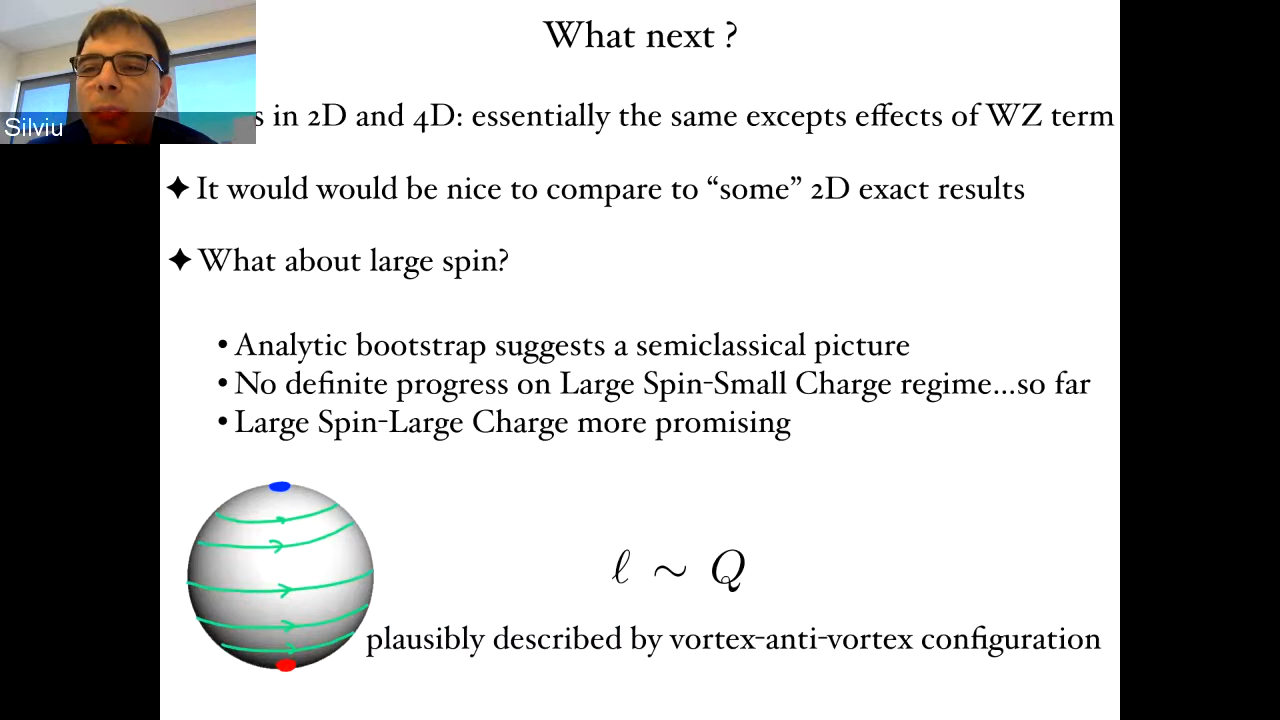 What next ?
Silviu
s in 2D and 4D: essentially the same excepts effects of WZ term
✦ It would would be nice to compare to “some” 2D exact results
✦ What about large spin?
• Analytic bootstrap suggests a semiclassical picture
• No definite progress on Large Spin-Small Charge regime...so far
• Large Spin-Large Charge more promising
ℓ ∼ Q
plausibly described by vortex-anti-vortex configuration